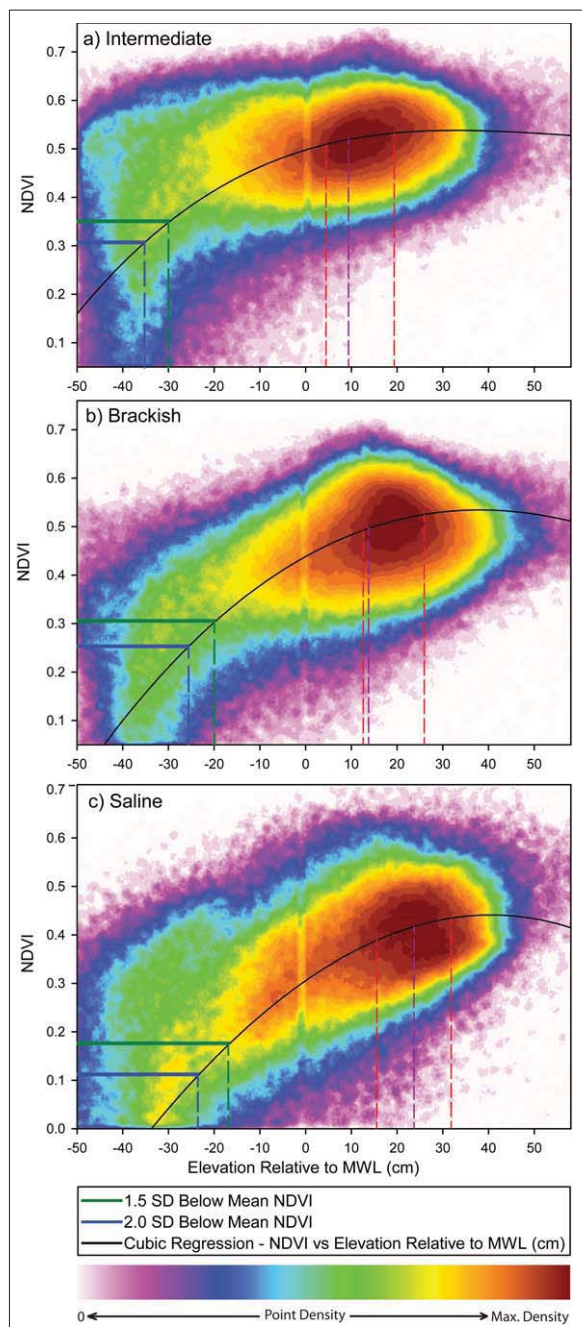 a) Intermediate
0.7
0.6
0.5
0.4
0.3
0.2
0.1
NDVI
-50 -40 -30 -20 -10 0 10 20 30 40 50
b) Brackish
0.7
0.6
0.5
0.4
0.3
0.2
0.1
NDVI
-50 -40 -30 -20 -10 0 10 20 30 40 50
c) Saline
0.7
0.6
0.5
0.4
0.3
0.2
0.1
0.0
NDVI
-50 -40 -30 -20 -10 0.0 10 20 30 40 50
Elevation Relative to MWL (cm)
1.5 SD Below Mean NDVI
2.0 SD Below Mean NDVI
Cubic Regression - NDVI vs Elevation Relative to MWL (cm)
0 Point Density Max. Density